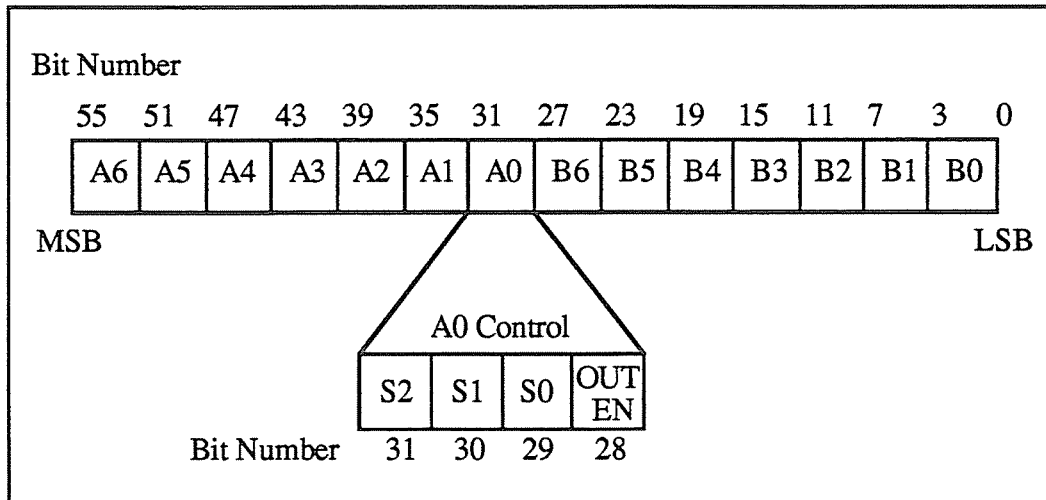 Bit Number
55 51 47 43 39 35 31 27 23 19 15 11 7 3 0
A6 A5 A4 A3 A2 A1 A0 B6 B5 B4 B3 B2 B1 B0
MSB LSB
A0 Control
S2 S1 S0 OUT EN
Bit Number 31 30 29 28